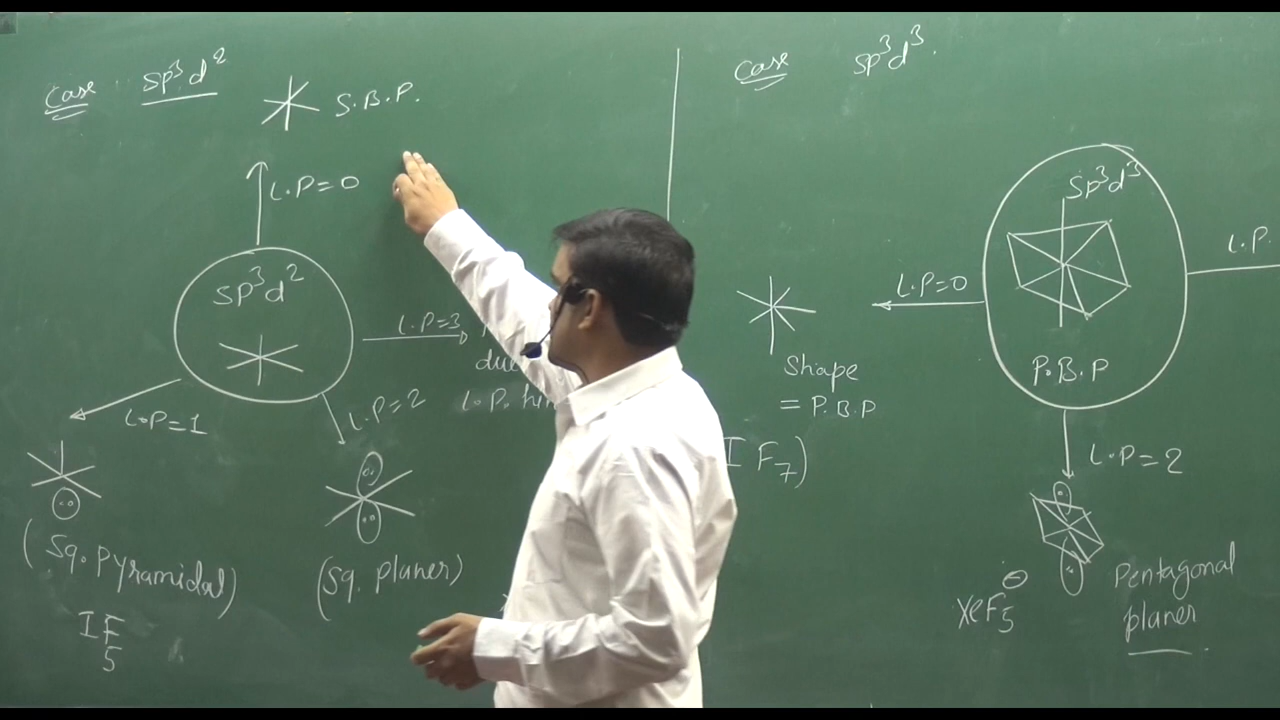 Case sp³d²
S.B.P.
L.P=0
sp³d²
L.P=3
L.P=1
L.P=2
(Sq. pyramidal)
IF₅
(Sq. planer)
Case sp³d³.
sp³d³
P.B.P
L.P=0
L.P.
Shape
= P.B.P
IF₇)
L.P=2
XeF₅⊖
Pentagonal
planer